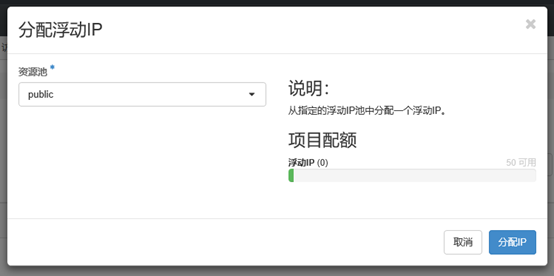 分配浮动IP
×
资源池 *
public
说明：
从指定的浮动IP池中分配一个浮动IP。
项目配额
浮动IP (0)
50 可用
取消
分配IP